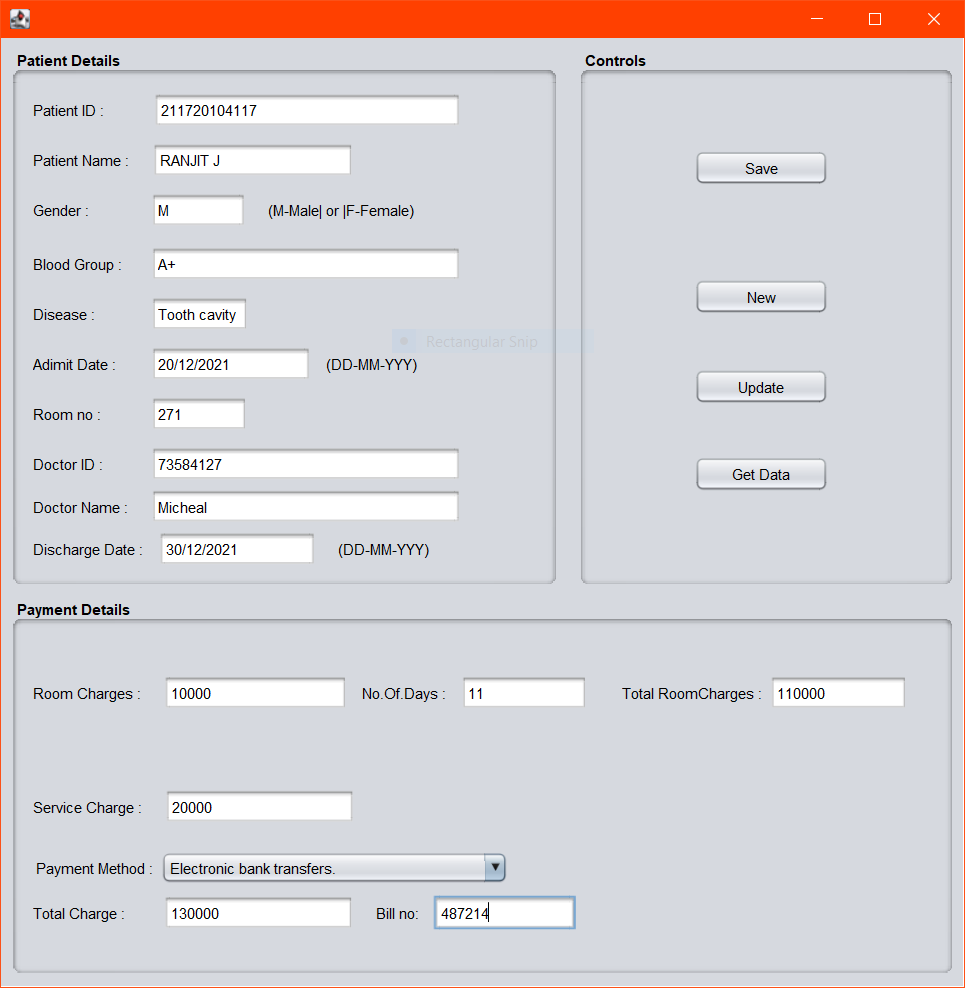 Patient Details
Controls
Patient ID : 211720104117
Patient Name : RANJIT J
Save
Gender : M (M-Male| or |F-Female)
Blood Group : A+
New
Disease : Tooth cavity
Rectangular Snip
Adimit Date : 20/12/2021 (DD-MM-YYY)
Update
Room no : 271
Doctor ID : 73584127
Get Data
Doctor Name : Micheal
Discharge Date : 30/12/2021 (DD-MM-YYY)
Payment Details
Room Charges : 10000 No.Of.Days : 11 Total RoomCharges : 110000
Service Charge : 20000
Payment Method : Electronic bank transfers.
Total Charge : 130000 Bill no: 487214